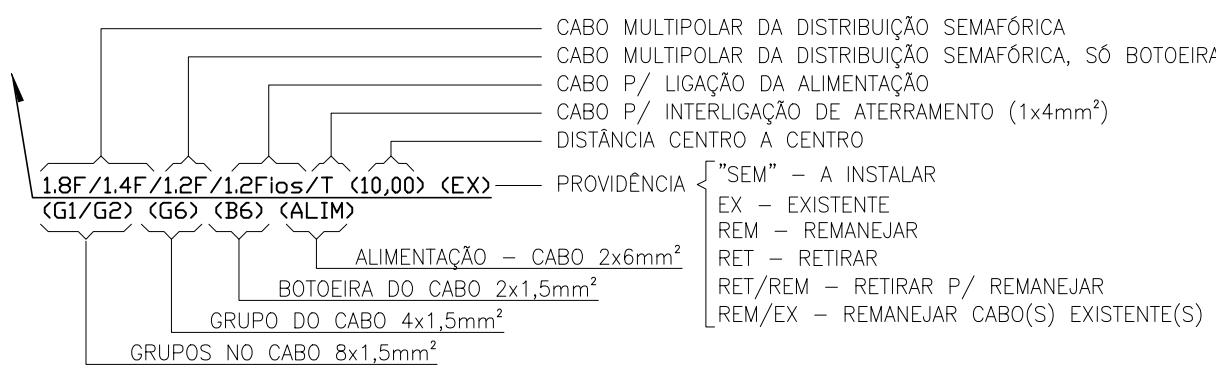 CABO MULTIPOLAR DA DISTRIBUIÇÃO SEMAFÓRICA
CABO MULTIPOLAR DA DISTRIBUIÇÃO SEMAFÓRICA, SÓ BOTOEIRA
CABO P/ LIGAÇÃO DA ALIMENTAÇÃO
CABO P/ INTERLIGAÇÃO DE ATERRAMENTO (1x4mm²)
DISTÂNCIA CENTRO A CENTRO
1.8F/1.4F/1.2F/1.2Fios/T (10,00) (EX)
(G1/G2) (G6) (B6) (ALIM)
PROVIDÊNCIA
"SEM" – A INSTALAR
EX – EXISTENTE
REM – REMANEJAR
RET – RETIRAR
RET/REM – RETIRAR P/ REMANEJAR
REM/EX – REMANEJAR CABO(S) EXISTENTE(S)
ALIMENTAÇÃO – CABO 2x6mm²
BOTOEIRA DO CABO 2x1,5mm²
GRUPO DO CABO 4x1,5mm²
GRUPOS NO CABO 8x1,5mm²